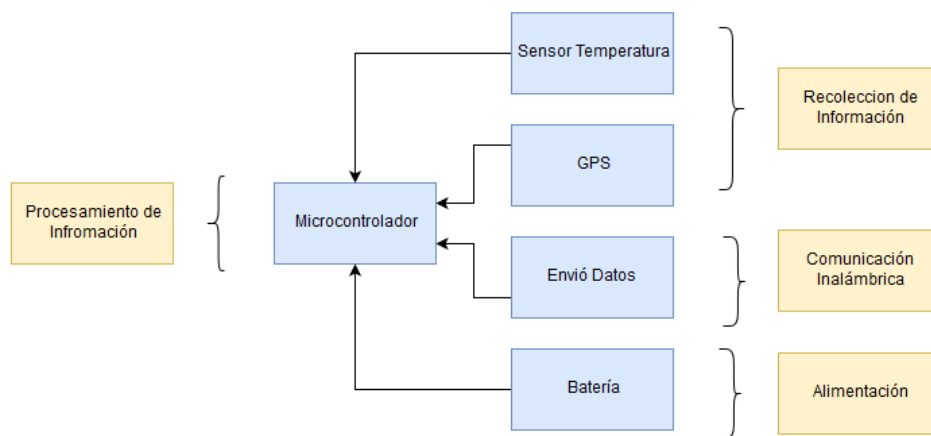 Sensor Temperatura
Recoleccion de
Información
GPS
Procesamiento de
Infromación
Microcontrolador
Envió Datos
Comunicación
Inalámbrica
Batería
Alimentación